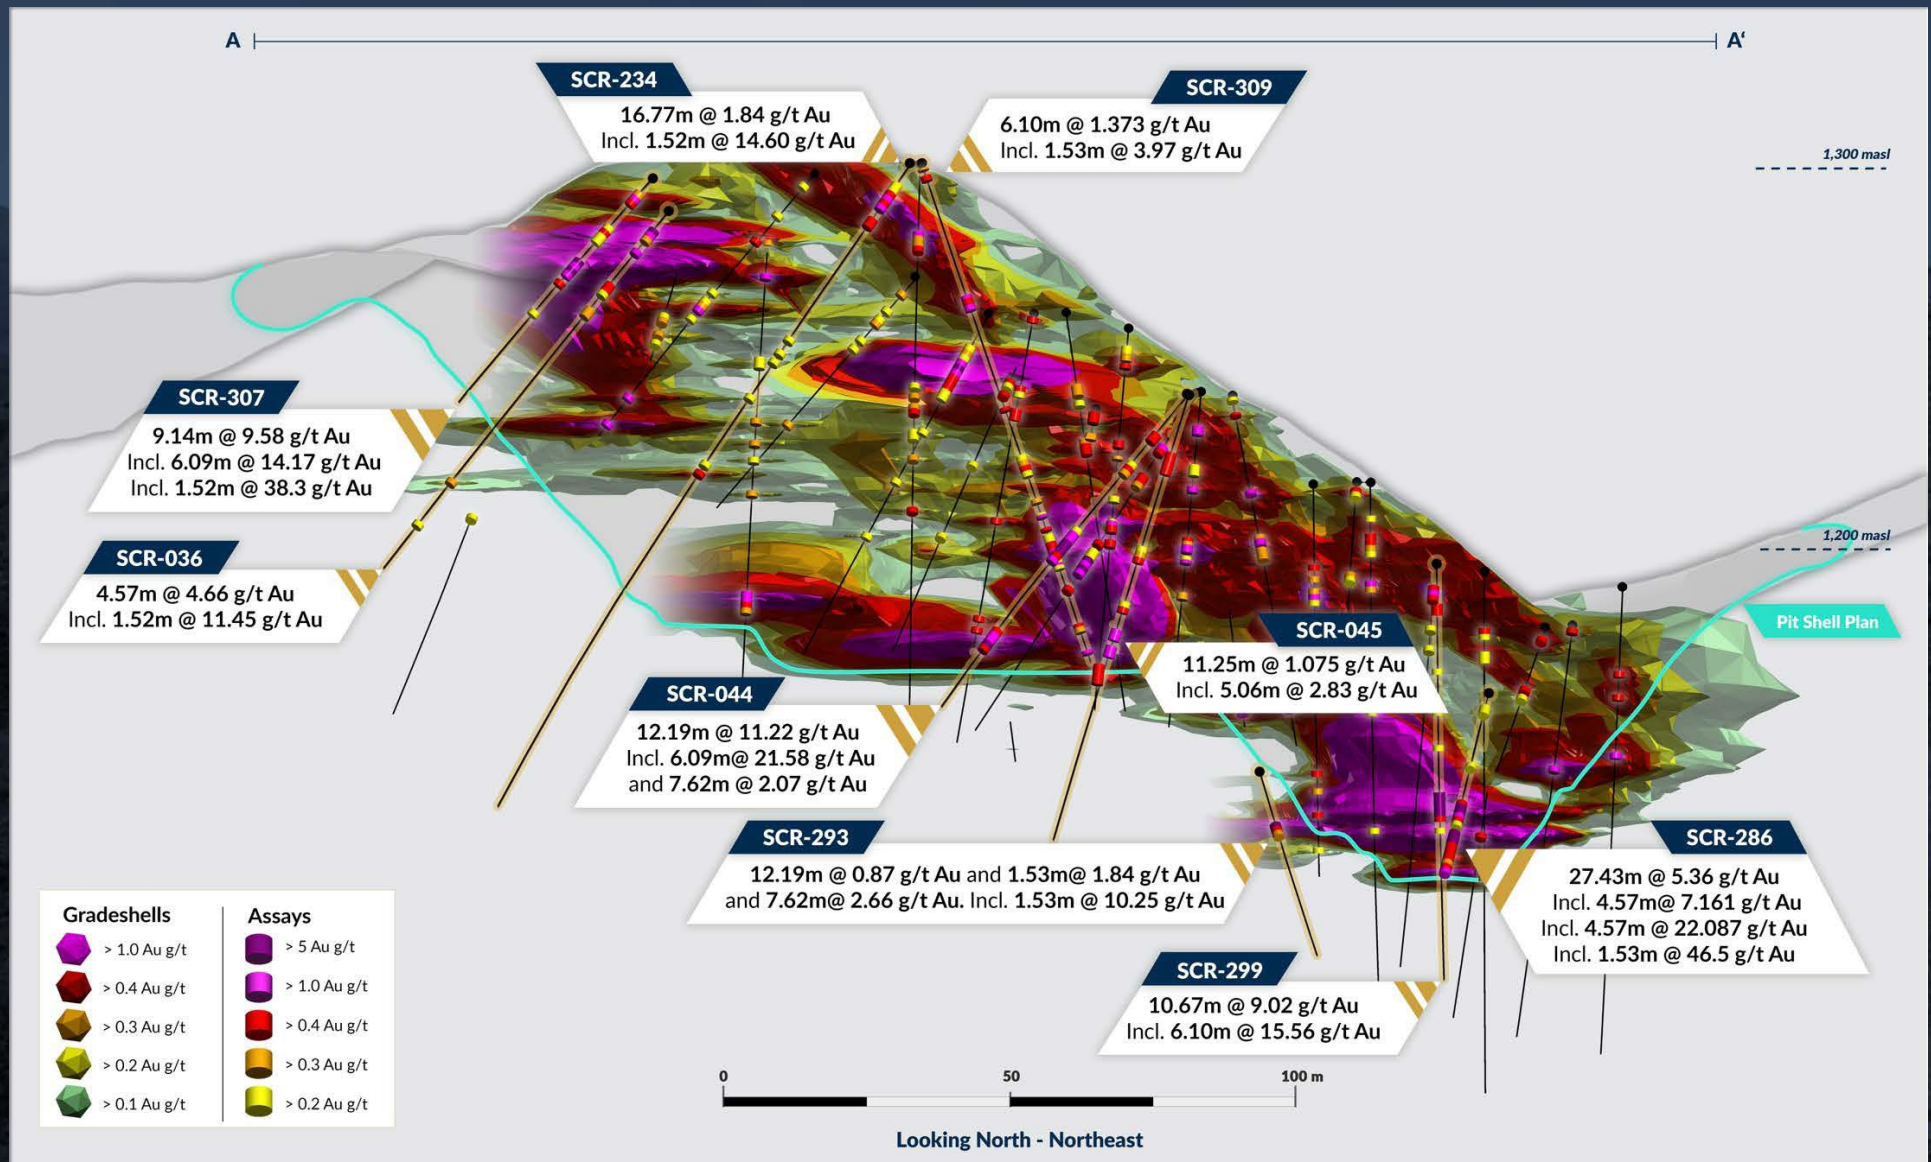 A
A‘
SCR-234
16.77m @ 1.84 g/t Au
Incl. 1.52m @ 14.60 g/t Au
SCR-309
6.10m @ 1.373 g/t Au
Incl. 1.53m @ 3.97 g/t Au
1,300 masl
SCR-307
9.14m @ 9.58 g/t Au
Incl. 6.09m @ 14.17 g/t Au
Incl. 1.52m @ 38.3 g/t Au
1,200 masl
SCR-036
4.57m @ 4.66 g/t Au
Incl. 1.52m @ 11.45 g/t Au
Pit Shell Plan
SCR-045
11.25m @ 1.075 g/t Au
Incl. 5.06m @ 2.83 g/t Au
SCR-044
12.19m @ 11.22 g/t Au
Incl. 6.09m@ 21.58 g/t Au
and 7.62m @ 2.07 g/t Au
SCR-293
12.19m @ 0.87 g/t Au and 1.53m@ 1.84 g/t Au
and 7.62m@ 2.66 g/t Au. Incl. 1.53m @ 10.25 g/t Au
SCR-286
27.43m @ 5.36 g/t Au
Incl. 4.57m@ 7.161 g/t Au
Incl. 4.57m @ 22.087 g/t Au
Incl. 1.53m @ 46.5 g/t Au
SCR-299
10.67m @ 9.02 g/t Au
Incl. 6.10m @ 15.56 g/t Au
Gradeshells
> 1.0 Au g/t
> 0.4 Au g/t
> 0.3 Au g/t
> 0.2 Au g/t
> 0.1 Au g/t
Assays
> 5 Au g/t
> 1.0 Au g/t
> 0.4 Au g/t
> 0.3 Au g/t
> 0.2 Au g/t
0 50 100 m
Looking North - Northeast